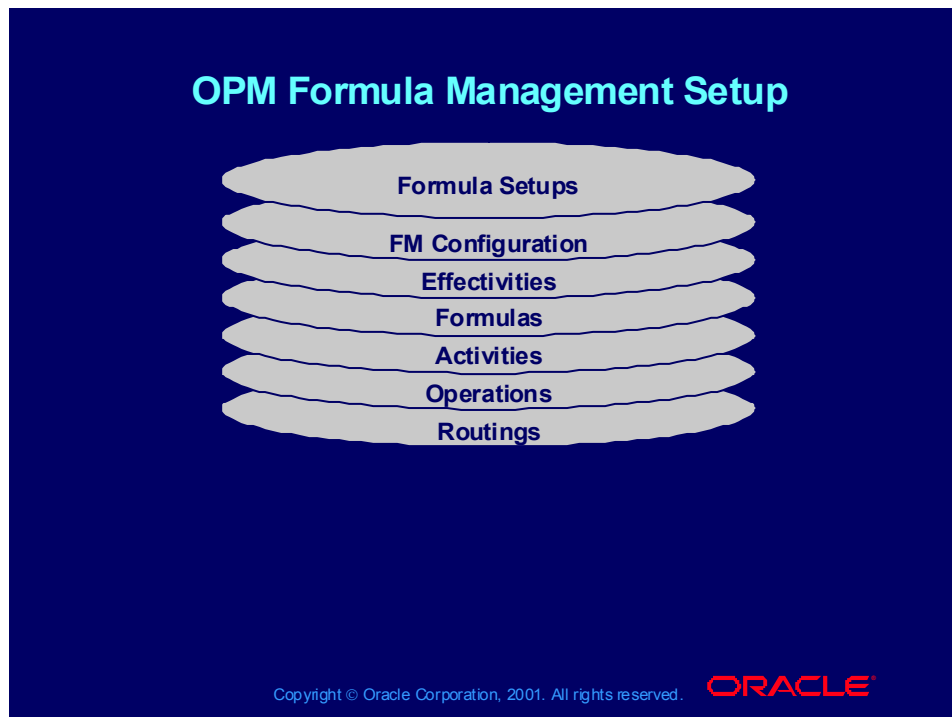 OPM Formula Management Setup
Formula Setups
FM Configuration
Effectivities
Formulas
Activities
Operations
Routings
Copyright © Oracle Corporation, 2001. All rights reserved.
ORACLE®